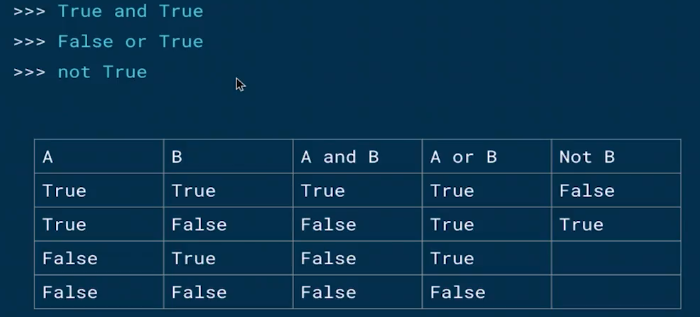 >>> True and True
>>> False or True
>>> not True
A B A and B A or B Not B
True True True True False
True False False True True
False True False True
False False False False